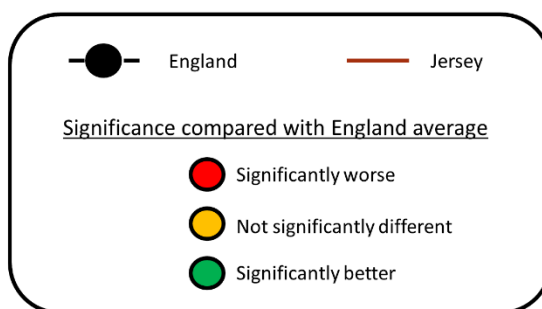 England Jersey
Significance compared with England average
Significantly worse
Not significantly different
Significantly better